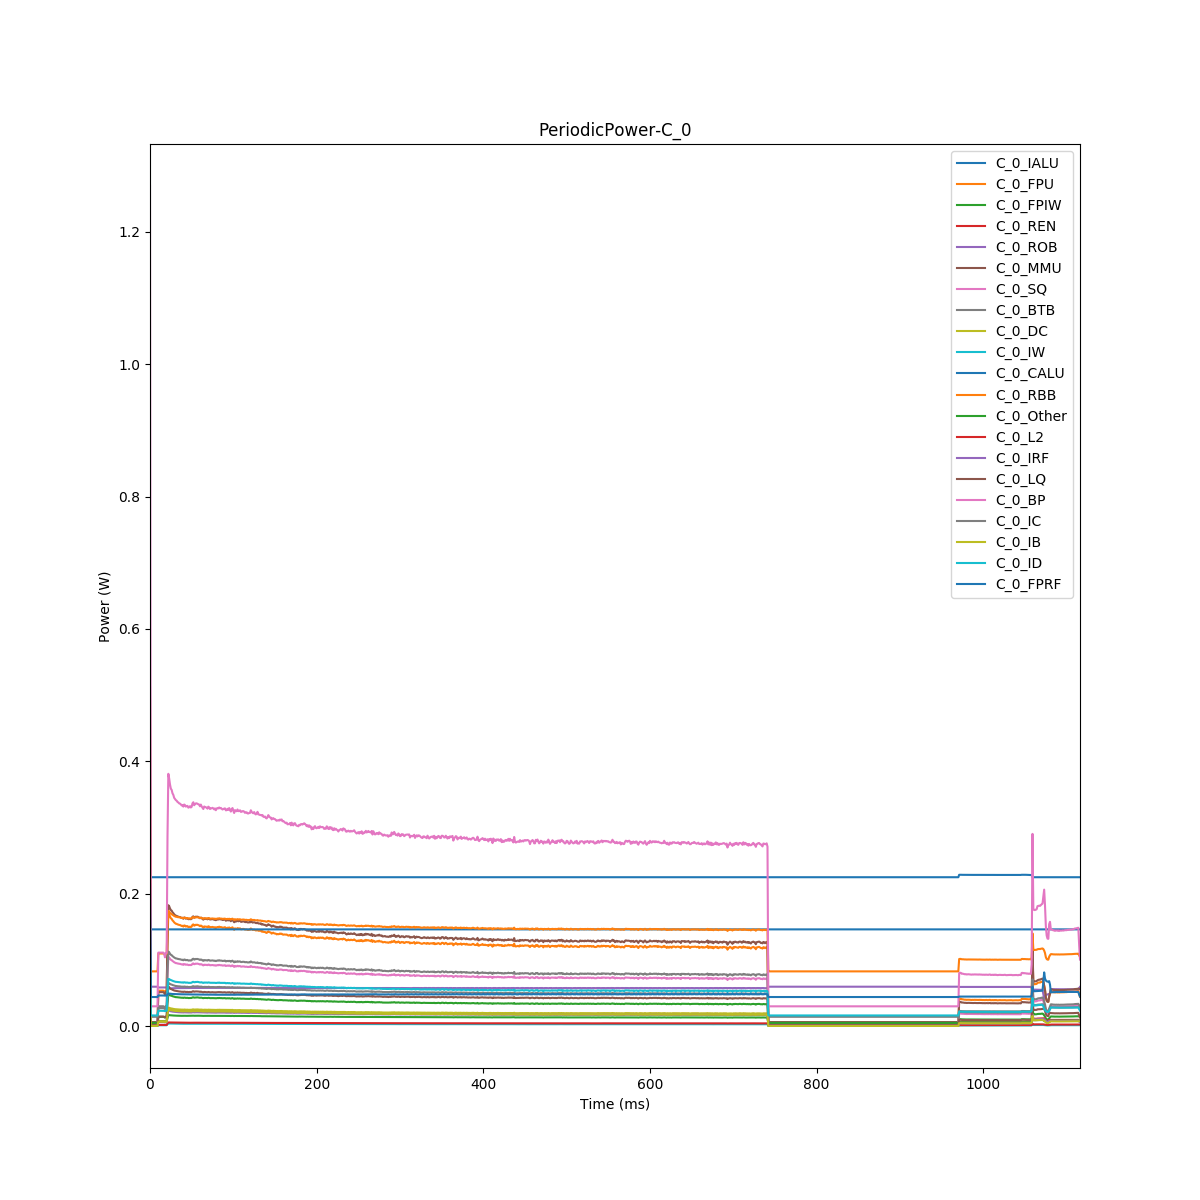 PeriodicPower-C_0
C_0_IALU
C_0_FPU
C_0_FPIW
C_0_REN
C_0_ROB
C_0_MMU
C_0_SQ
C_0_BTB
C_0_DC
C_0_IW
C_0_CALU
C_0_RBB
C_0_Other
C_0_L2
C_0_IRF
C_0_LQ
C_0_BP
C_0_IC
C_0_IB
C_0_ID
C_0_FPRF
1.2
1.0
0.8
0.6
0.4
0.2
0.0
Power (W)
0 200 400 600 800 1000
Time (ms)